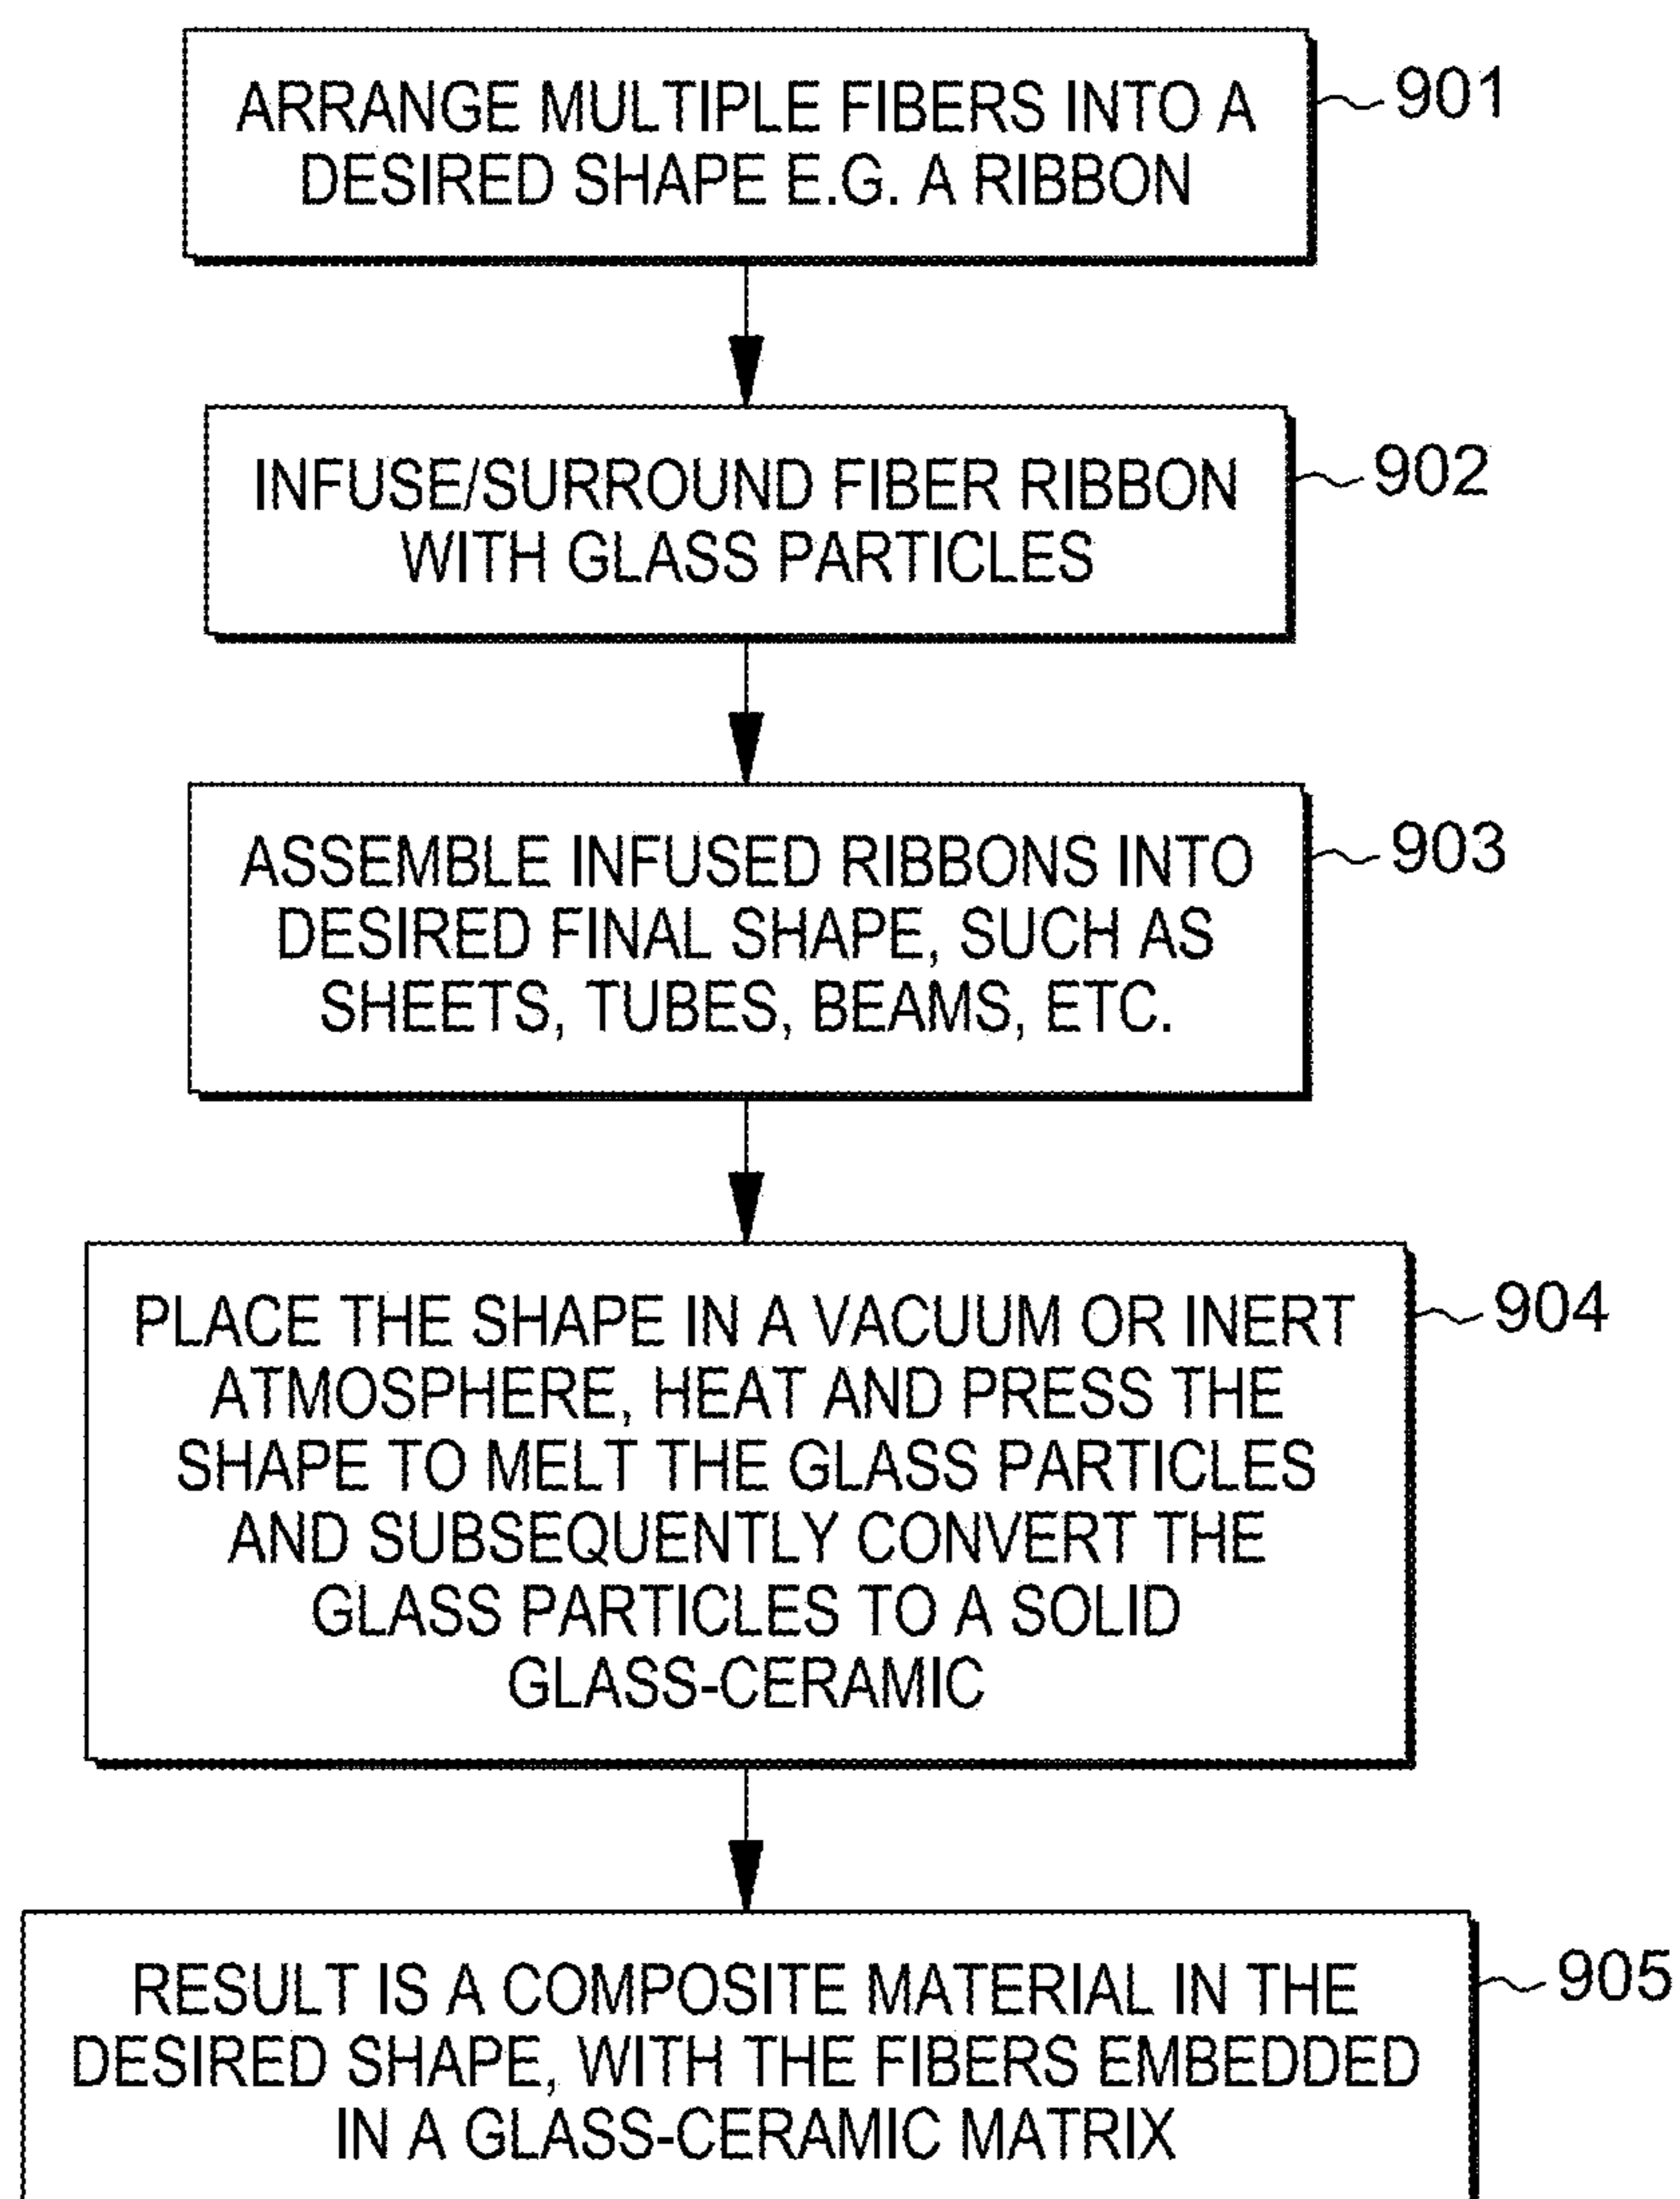 ARRANGE MULTIPLE FIBERS INTO A
DESIRED SHAPE E.G. A RIBBON
901
INFUSE/SURROUND FIBER RIBBON
WITH GLASS PARTICLES
902
ASSEMBLE INFUSED RIBBONS INTO
DESIRED FINAL SHAPE, SUCH AS
SHEETS, TUBES, BEAMS, ETC.
903
PLACE THE SHAPE IN A VACUUM OR INERT
ATMOSPHERE, HEAT AND PRESS THE
SHAPE TO MELT THE GLASS PARTICLES
AND SUBSEQUENTLY CONVERT THE
GLASS PARTICLES TO A SOLID
GLASS-CERAMIC
904
RESULT IS A COMPOSITE MATERIAL IN THE
DESIRED SHAPE, WITH THE FIBERS EMBEDDED
IN A GLASS-CERAMIC MATRIX
905